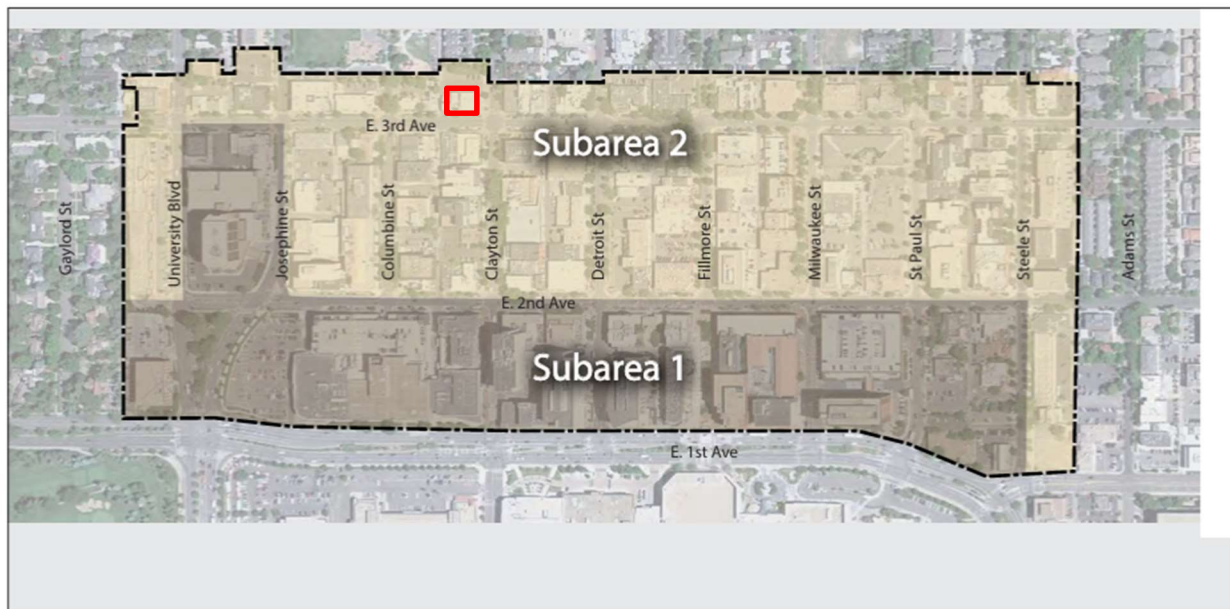 E. 3rd Ave
Subarea 2
Gaylord St
University Blvd
Josephine St
Columbine St
Clayton St
Detroit St
Fillmore St
Milwaukee St
St Paul St
Steele St
Adams St
E. 2nd Ave
Subarea 1
E. 1st Ave